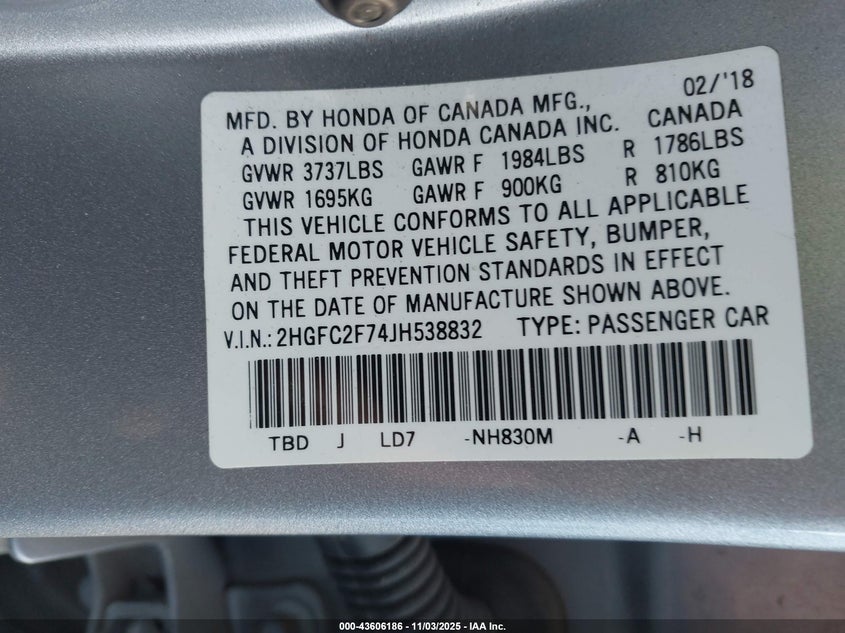 02/'18
MFD. BY HONDA OF CANADA MFG.,
A DIVISION OF HONDA CANADA INC. CANADA
GVWR 3737LBS GAWR F 1984LBS R 1786LBS
GVWR 1695KG GAWR F 900KG R 810KG
THIS VEHICLE CONFORMS TO ALL APPLICABLE
FEDERAL MOTOR VEHICLE SAFETY, BUMPER,
AND THEFT PREVENTION STANDARDS IN EFFECT
ON THE DATE OF MANUFACTURE SHOWN ABOVE.
V.I.N.: 2HGFC2F74JH538832 TYPE: PASSENGER CAR
TBD J LD7 -NH830M -A -H
000-43606186 - 11/03/2025 - IAA Inc.